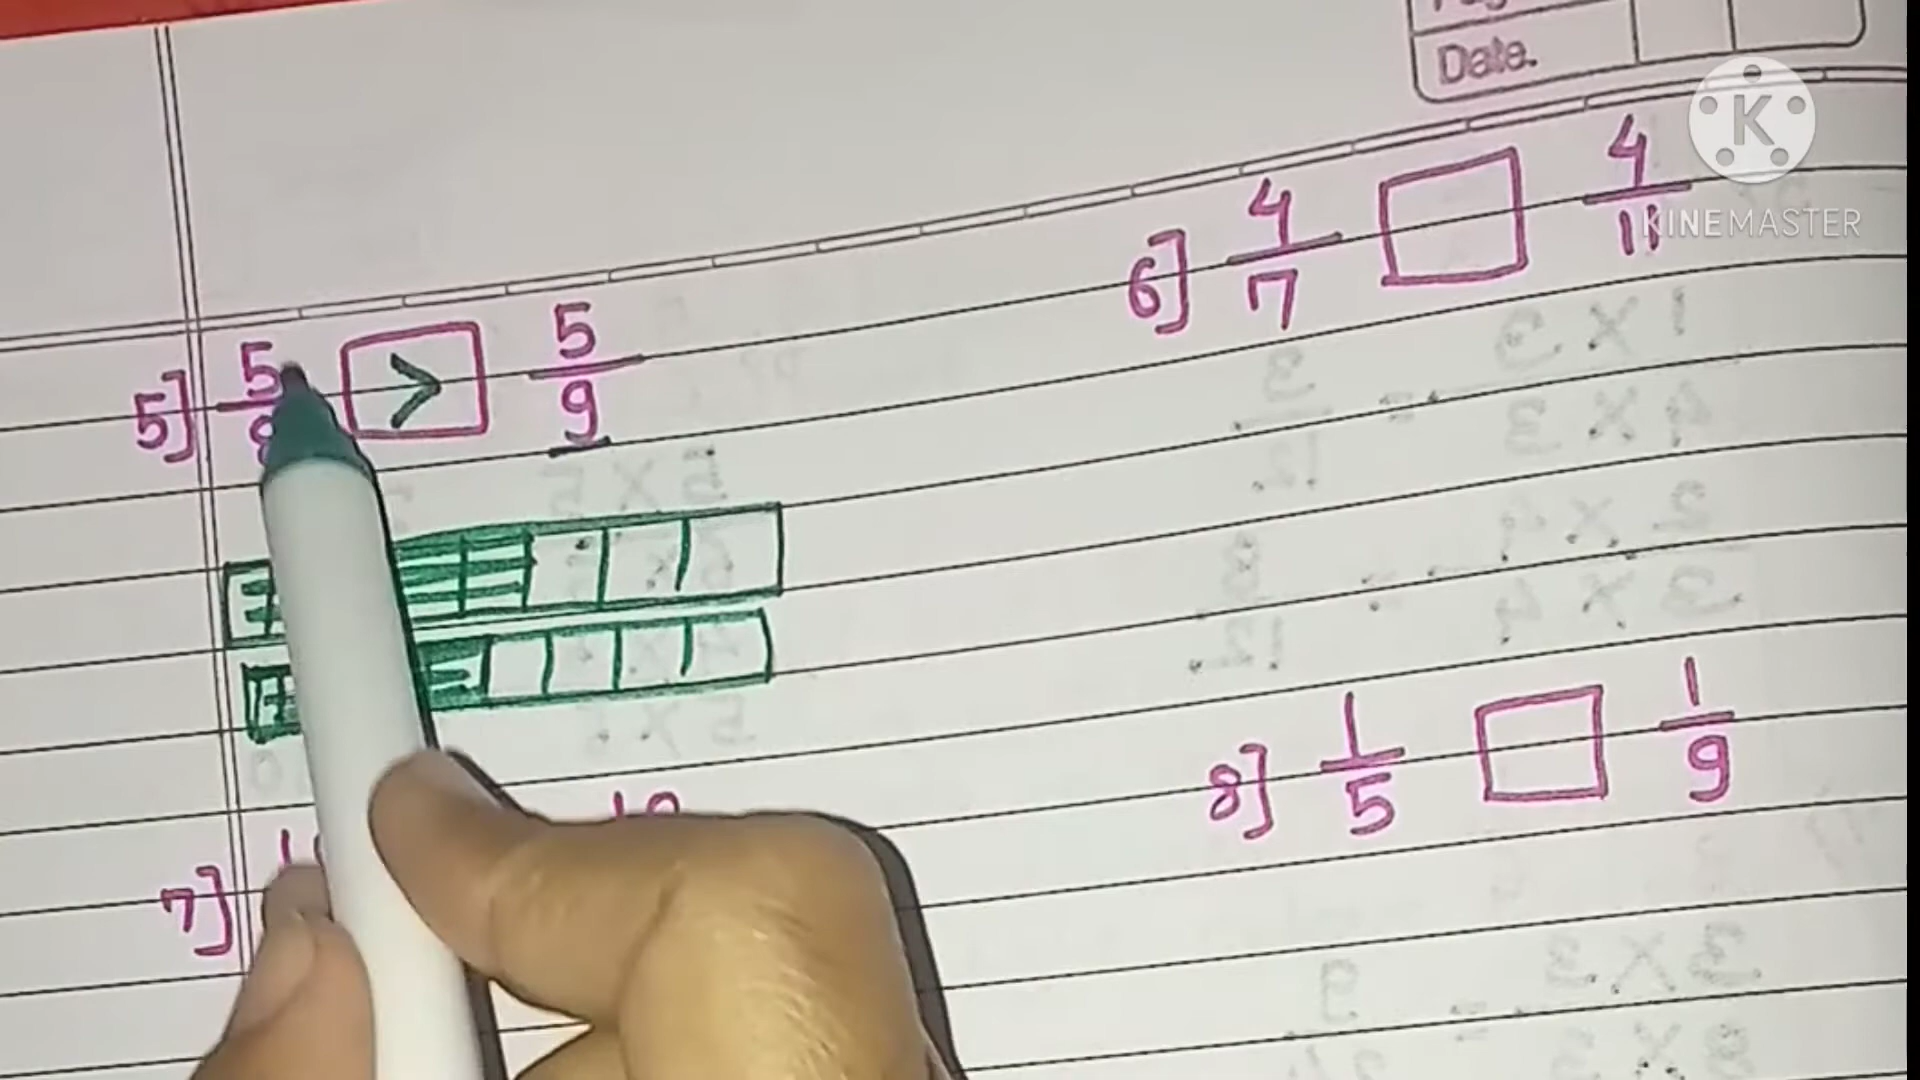 Date.
K
KINEMASTER
5] 5/8 > 5/9
6] 4/7 □ 4/11
7]
8] 1/5 □ 1/9